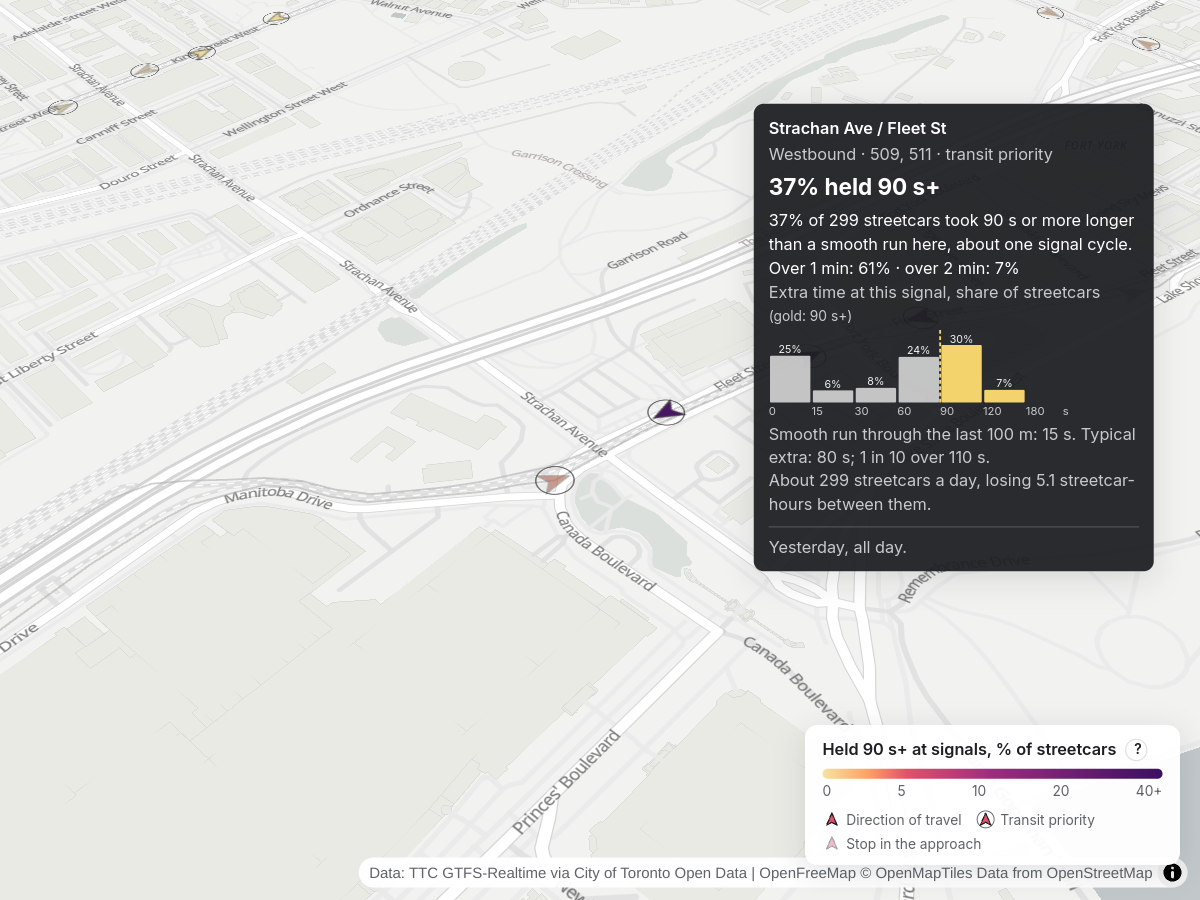 Adelaide Street West
Walnut Avenue
King Street West
Fort York Boulevard
Strachan Avenue
Canniff Street
Wellington Street West
Douro Street
Strachan Avenue
Garrison Crossing
Ordnance Street
Garrison Road
Strachan Avenue
t Liberty Street
Fleet S
Strachan Avenue
Manitoba Drive
Canada Boulevard
Drive
Canada Boulevard
Princes' Boulevard
Strachan Ave / Fleet St
Westbound · 509, 511 · transit priority
37% held 90 s+
37% of 299 streetcars took 90 s or more longer
than a smooth run here, about one signal cycle.
Over 1 min: 61% · over 2 min: 7%
Extra time at this signal, share of streetcars
(gold: 90 s+)
25% 6% 8% 24% 30% 7%
0 15 30 60 90 120 180 s
Smooth run through the last 100 m: 15 s. Typical
extra: 80 s; 1 in 10 over 110 s.
About 299 streetcars a day, losing 5.1 streetcar-
hours between them.
Yesterday, all day.
Held 90 s+ at signals, % of streetcars ?
0 5 10 20 40+
Direction of travel Transit priority
Stop in the approach
Data: TTC GTFS-Realtime via City of Toronto Open Data | OpenFreeMap © OpenMapTiles Data from OpenStreetMap